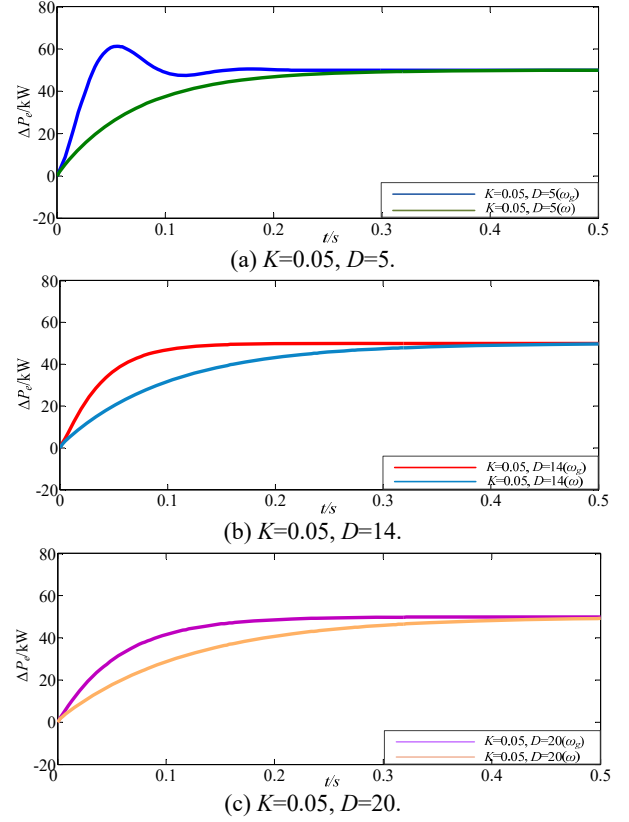 80
60
40
20
0
-20
ΔPe/kW
K=0.05, D=5(ωg)
K=0.05, D=5(ω)
0 0.1 0.2 0.3 0.4 0.5
t/s
(a) K=0.05, D=5.
80
60
40
20
0
-20
ΔPe/kW
K=0.05, D=14(ωg)
K=0.05, D=14(ω)
0 0.1 0.2 0.3 0.4 0.5
t/s
(b) K=0.05, D=14.
80
60
40
20
0
-20
ΔPe/kW
K=0.05, D=20(ωg)
K=0.05, D=20(ω)
0 0.1 0.2 0.3 0.4 0.5
t/s
(c) K=0.05, D=20.